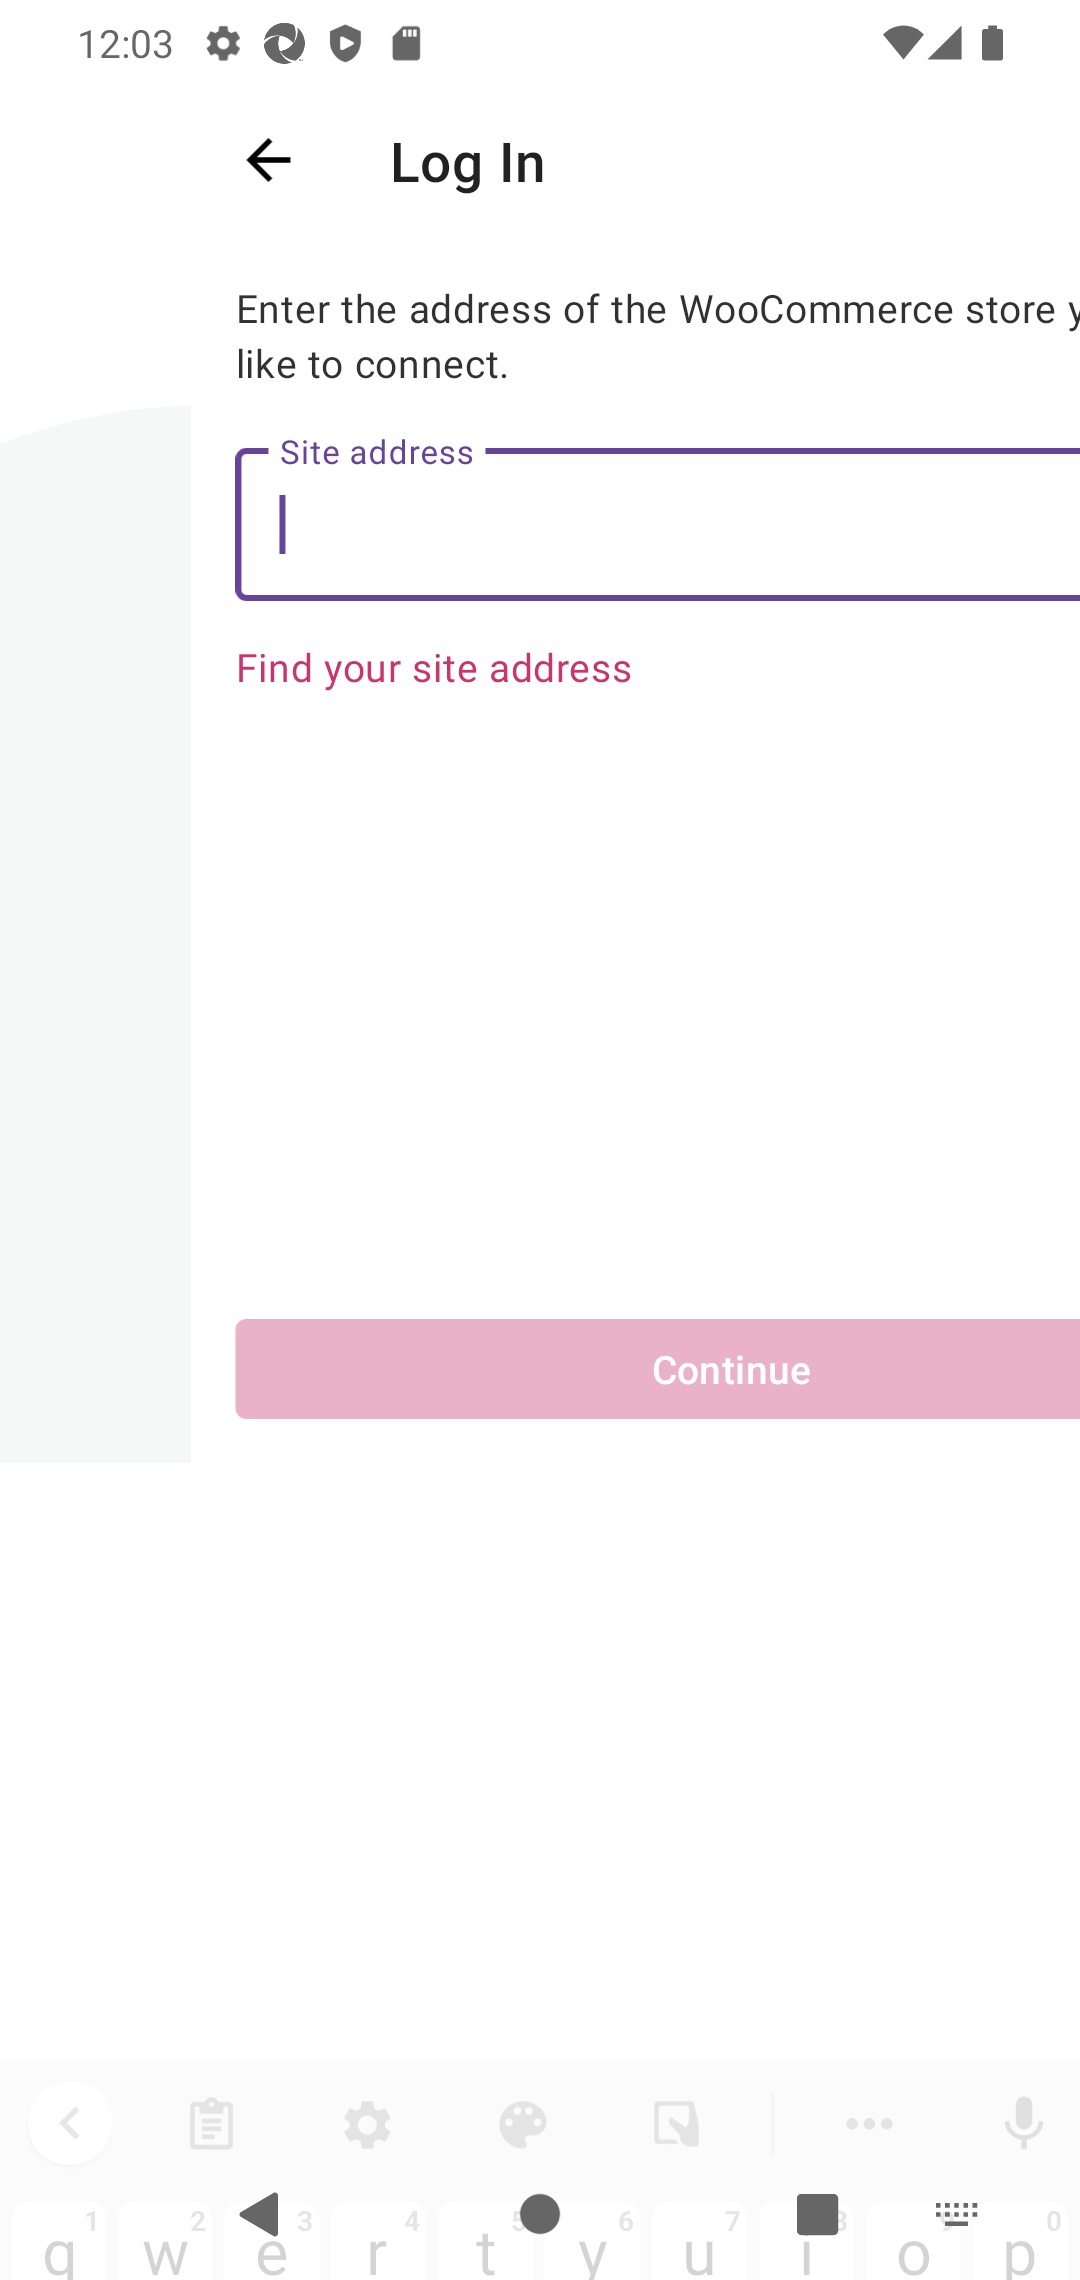 12:03
Log In
Enter the address of the WooCommerce store
like to connect.
Site address
Find your site address
Continue
1 2 3 4 5 6 7 8 9 0
q w e r t y u i o p